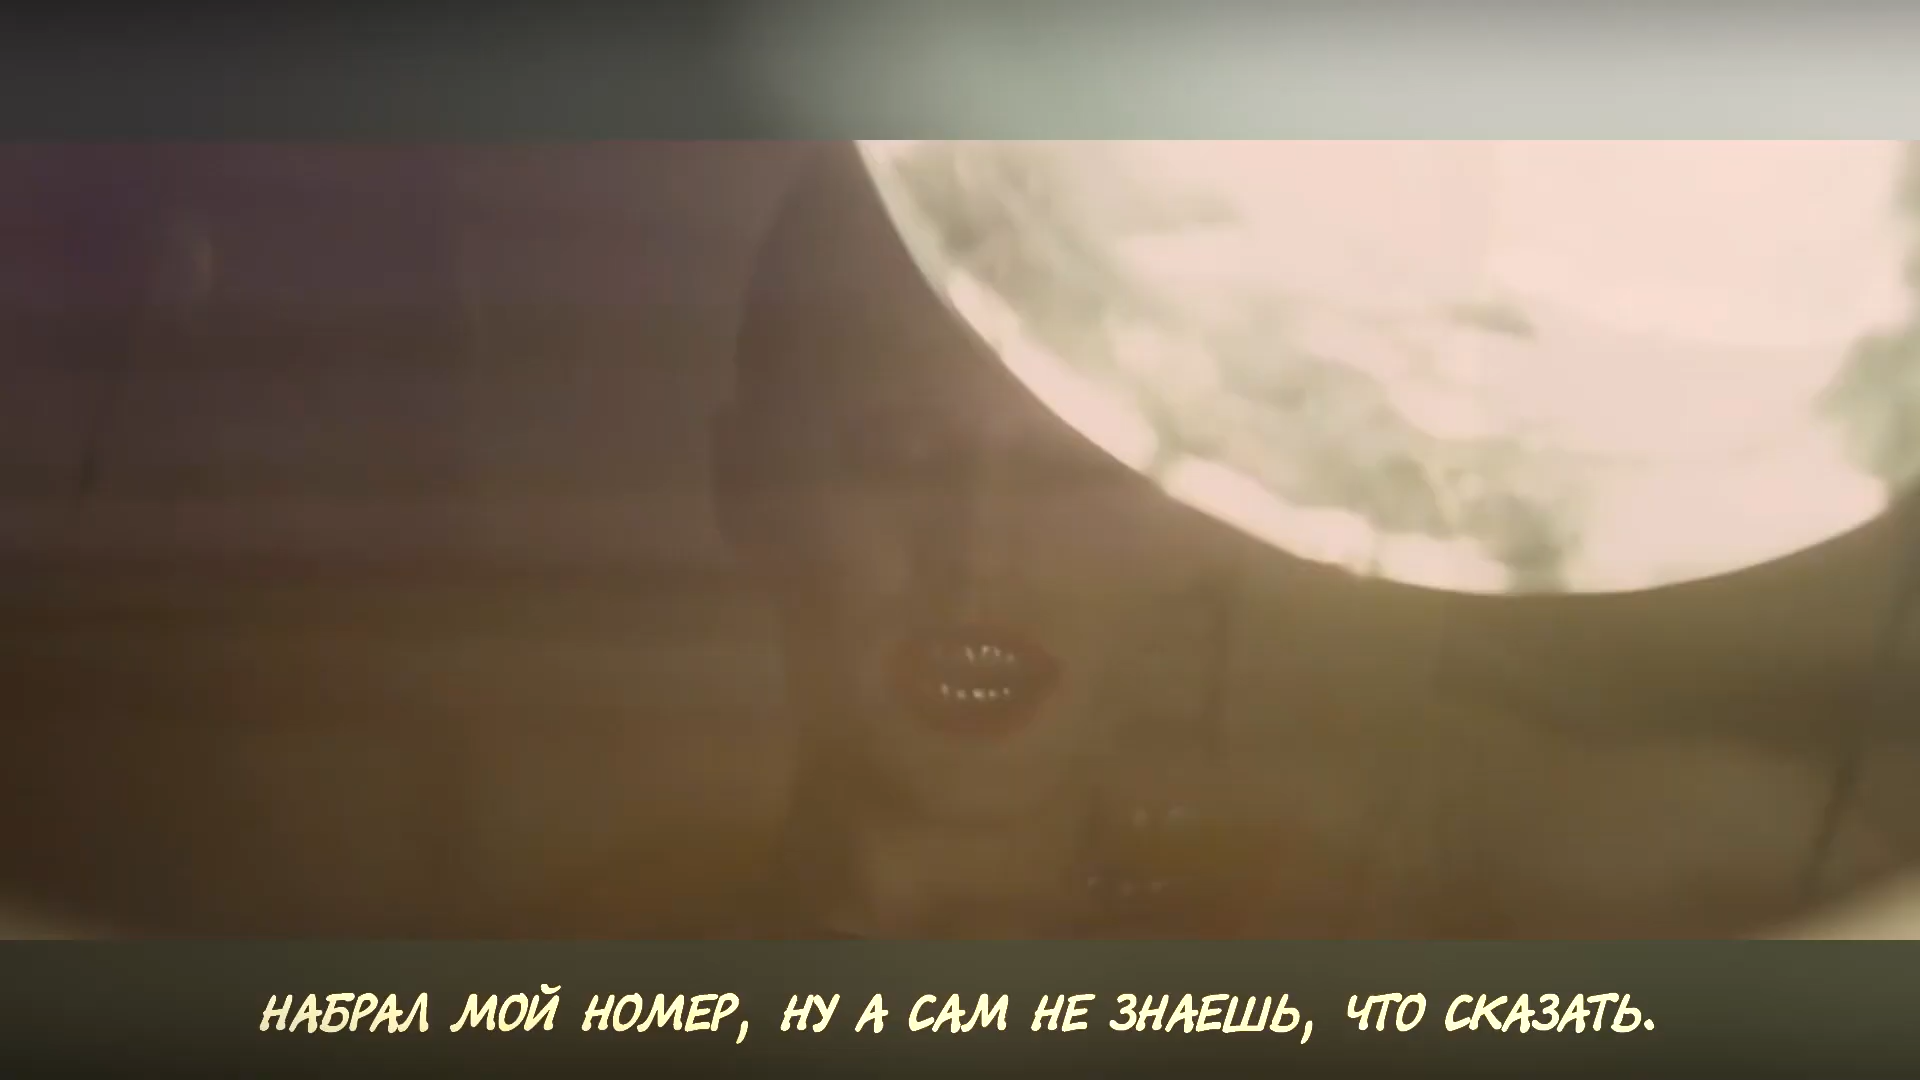 НАБРАЛ МОЙ НОМЕР, НУ А САМ НЕ ЗНАЕШЬ, ЧТО СКАЗАТЬ.